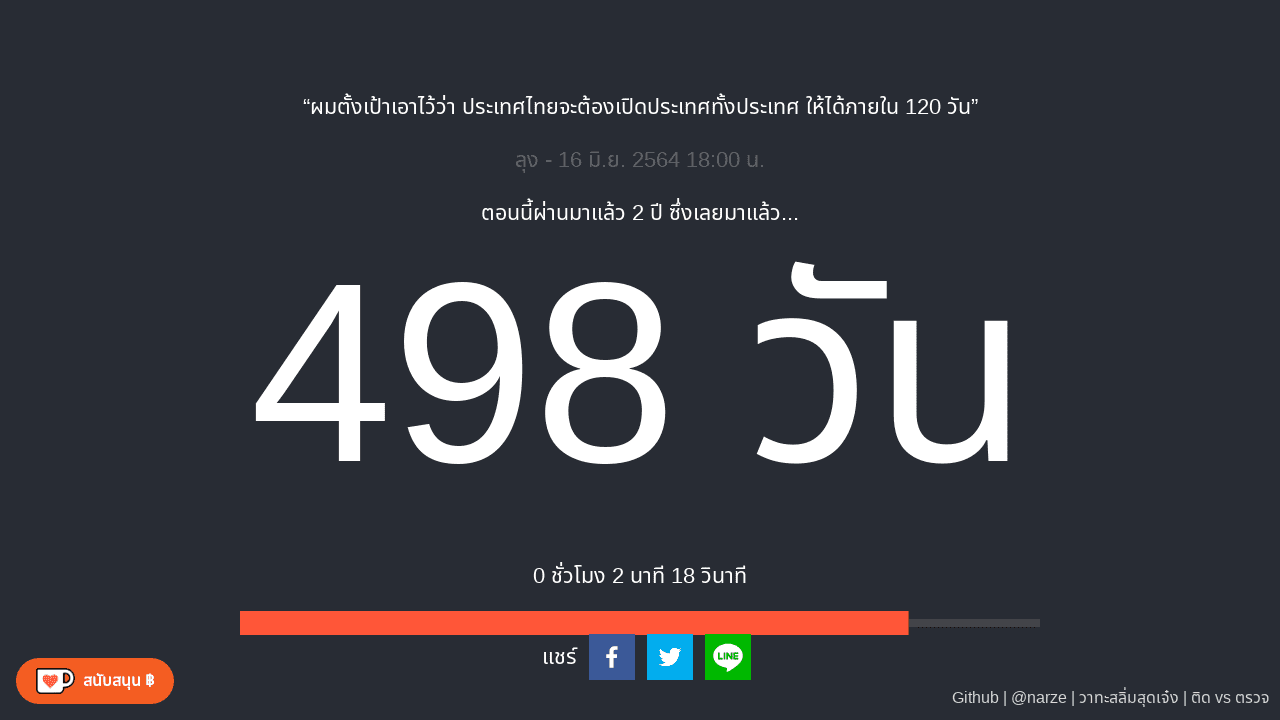 “ผมตั้งเป้าเอาไว้ว่า ประเทศไทยจะต้องเปิดประเทศทั้งประเทศ ให้ได้ภายใน 120 วัน”
ลุง - 16 มิ.ย. 2564 18:00 น.
ตอนนี้ผ่านมาแล้ว 2 ปี ซึ่งเลยมาแล้ว...
498 วัน
0 ชั่วโมง 2 นาที 18 วินาที
แชร์
LINE
สนับสนุน ฿
Github | @narze | วาทะสลิ่มสุดเจ๋ง | ติด vs ตรวจ